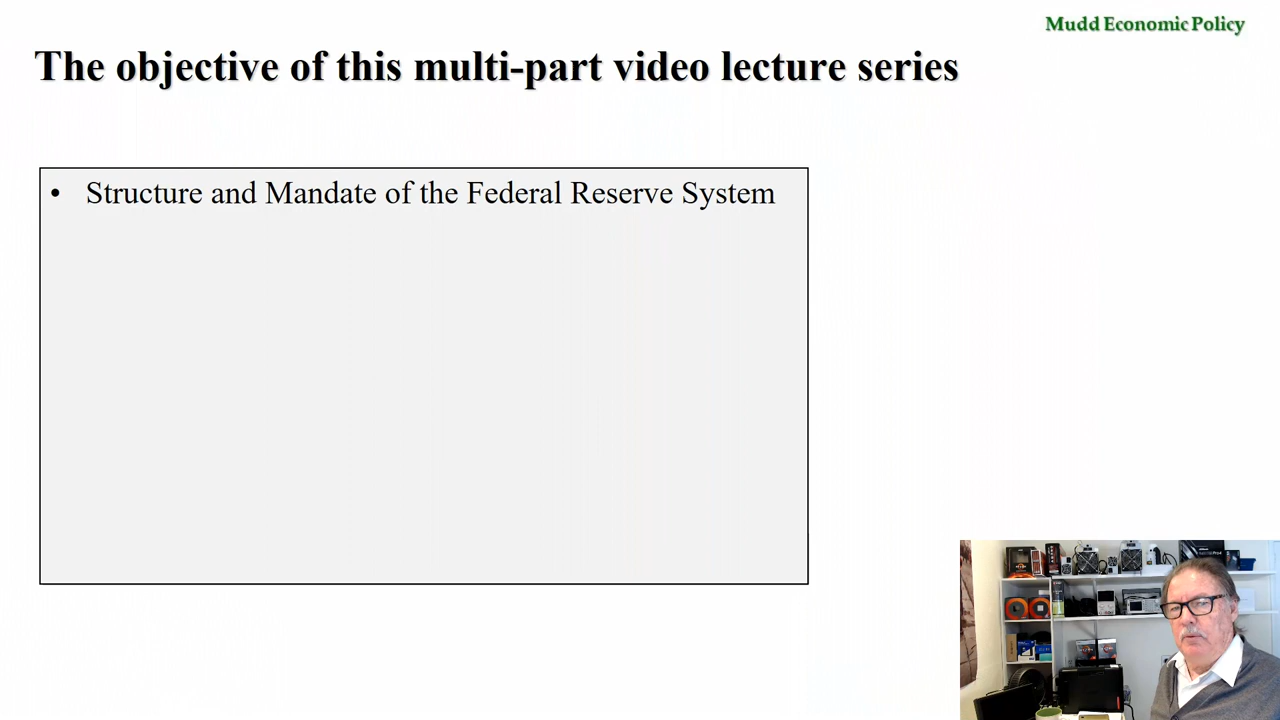 Mudd Economic Policy
The objective of this multi-part video lecture series
• Structure and Mandate of the Federal Reserve System